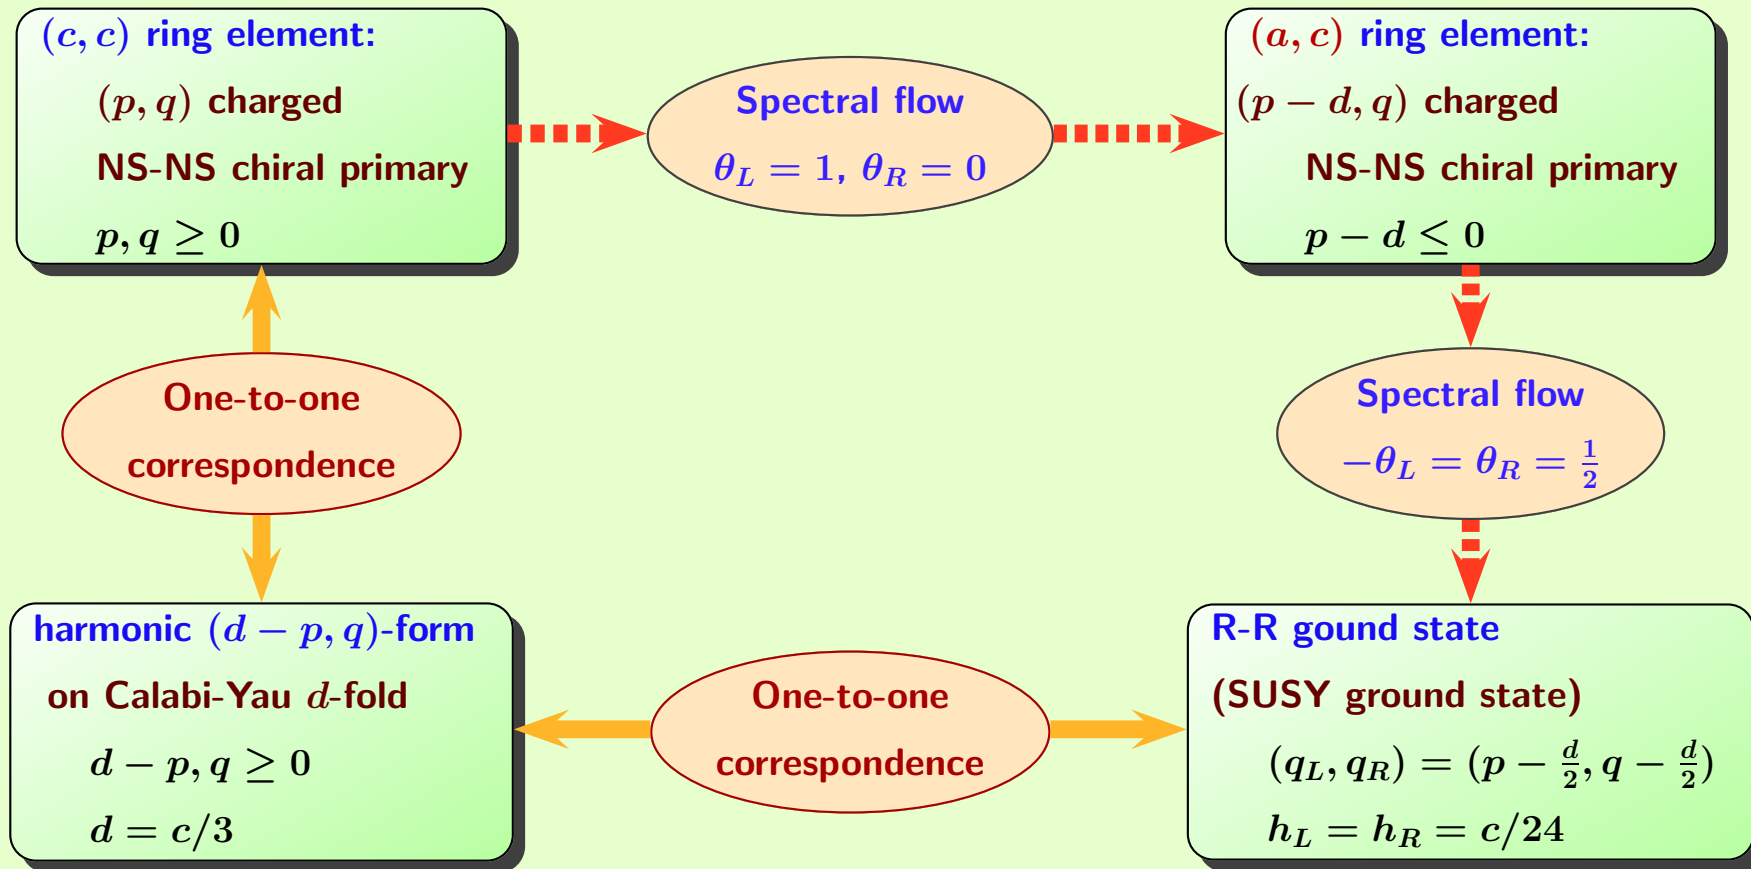 (c, c) ring element:
(p, q) charged
NS-NS chiral primary
p, q ≥ 0
Spectral flow
θ_L = 1, θ_R = 0
(a, c) ring element:
(p − d, q) charged
NS-NS chiral primary
p − d ≤ 0
One-to-one
correspondence
Spectral flow
−θ_L = θ_R = 1/2
harmonic (d − p, q)-form
on Calabi-Yau d-fold
d − p, q ≥ 0
d = c/3
One-to-one
correspondence
R-R gound state
(SUSY ground state)
(q_L, q_R) = (p − d/2, q − d/2)
h_L = h_R = c/24